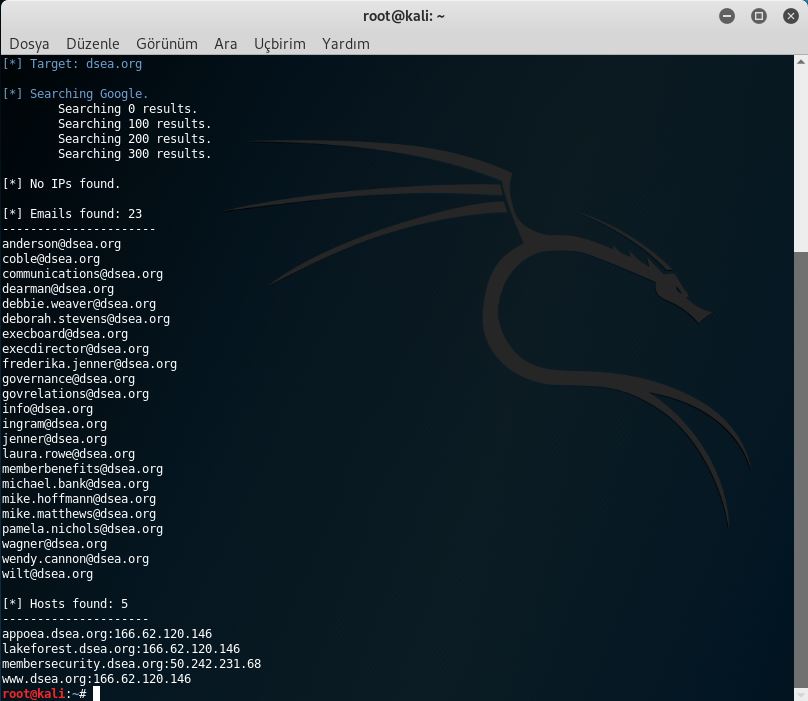 root@kali: ~
Dosya Düzenle Görünüm Ara Uçbirim Yardım
[*] Target: dsea.org
[*] Searching Google.
Searching 0 results.
Searching 100 results.
Searching 200 results.
Searching 300 results.
[*] No IPs found.
[*] Emails found: 23
----------------------
anderson@dsea.org
coble@dsea.org
communications@dsea.org
dearman@dsea.org
debbie.weaver@dsea.org
deborah.stevens@dsea.org
execboard@dsea.org
execdirector@dsea.org
frederika.jenner@dsea.org
governance@dsea.org
govrelations@dsea.org
info@dsea.org
ingram@dsea.org
jenner@dsea.org
laura.rowe@dsea.org
memberbenefits@dsea.org
michael.bank@dsea.org
mike.hoffmann@dsea.org
mike.matthews@dsea.org
pamela.nichols@dsea.org
wagner@dsea.org
wendy.cannon@dsea.org
wilt@dsea.org
[*] Hosts found: 5
---------------------
appoea.dsea.org:166.62.120.146
lakeforest.dsea.org:166.62.120.146
membersecurity.dsea.org:50.242.231.68
www.dsea.org:166.62.120.146
root@kali:~#